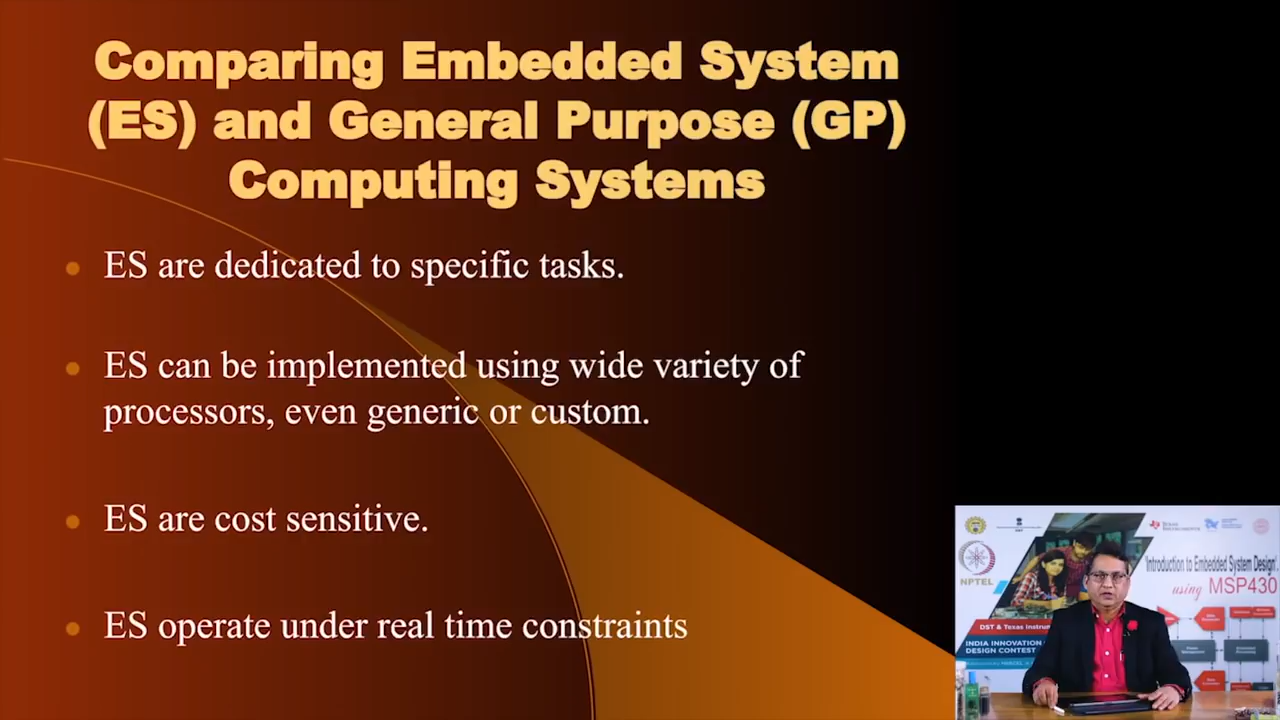 Comparing Embedded System
(ES) and General Purpose (GP)
Computing Systems
ES are dedicated to specific tasks.
ES can be implemented using wide variety of
processors, even generic or custom.
ES are cost sensitive.
ES operate under real time constraints
NPTEL
'Introduction to Embedded System Design'
using MSP430
DST & Texas Instrum
INDIA INNOVATION
DESIGN CONTEST